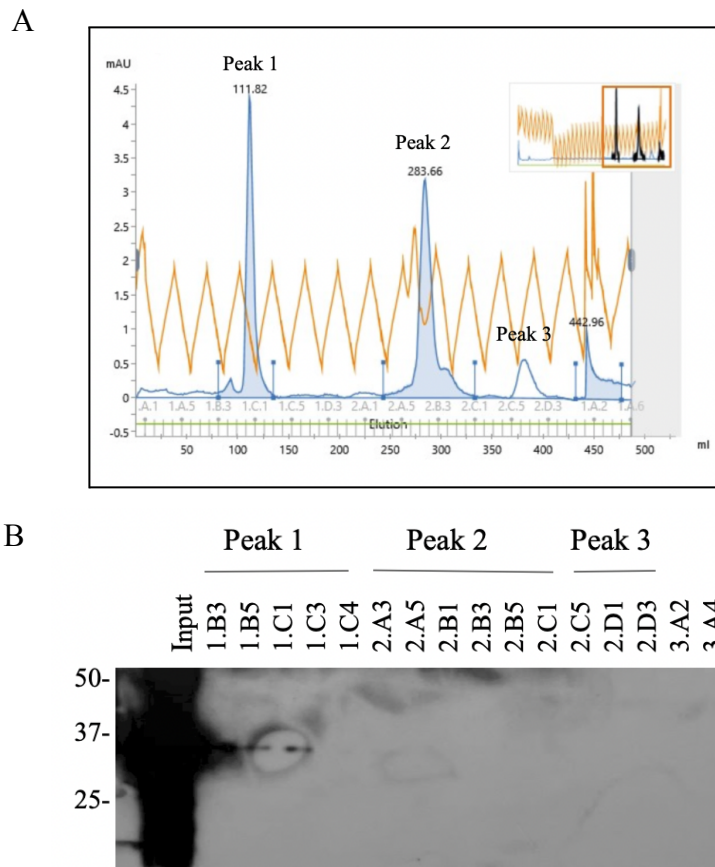 A
mAU
Peak 1
111.82
4.5
4
3.5
3
2.5
2
1.5
1
0.5
0
-0.5
Peak 2
283.66
Peak 3
442.96
.A.1 1.A.5 1.B.3 1.C.1 1.C.5 1.D.3 2.A.1 2.A.5 2.B.3 2.C.1 2.C.5 2.D.3 1.A.2 1.A.6
Elution
50 100 150 200 250 300 350 400 450 500 ml
B
Peak 1 Peak 2 Peak 3
Input 1.B3 1.B5 1.C1 1.C3 1.C4 2.A3 2.A5 2.B1 2.B3 2.B5 2.C1 2.C5 2.D1 2.D3 3.A2 3.A4
50-
37-
25-